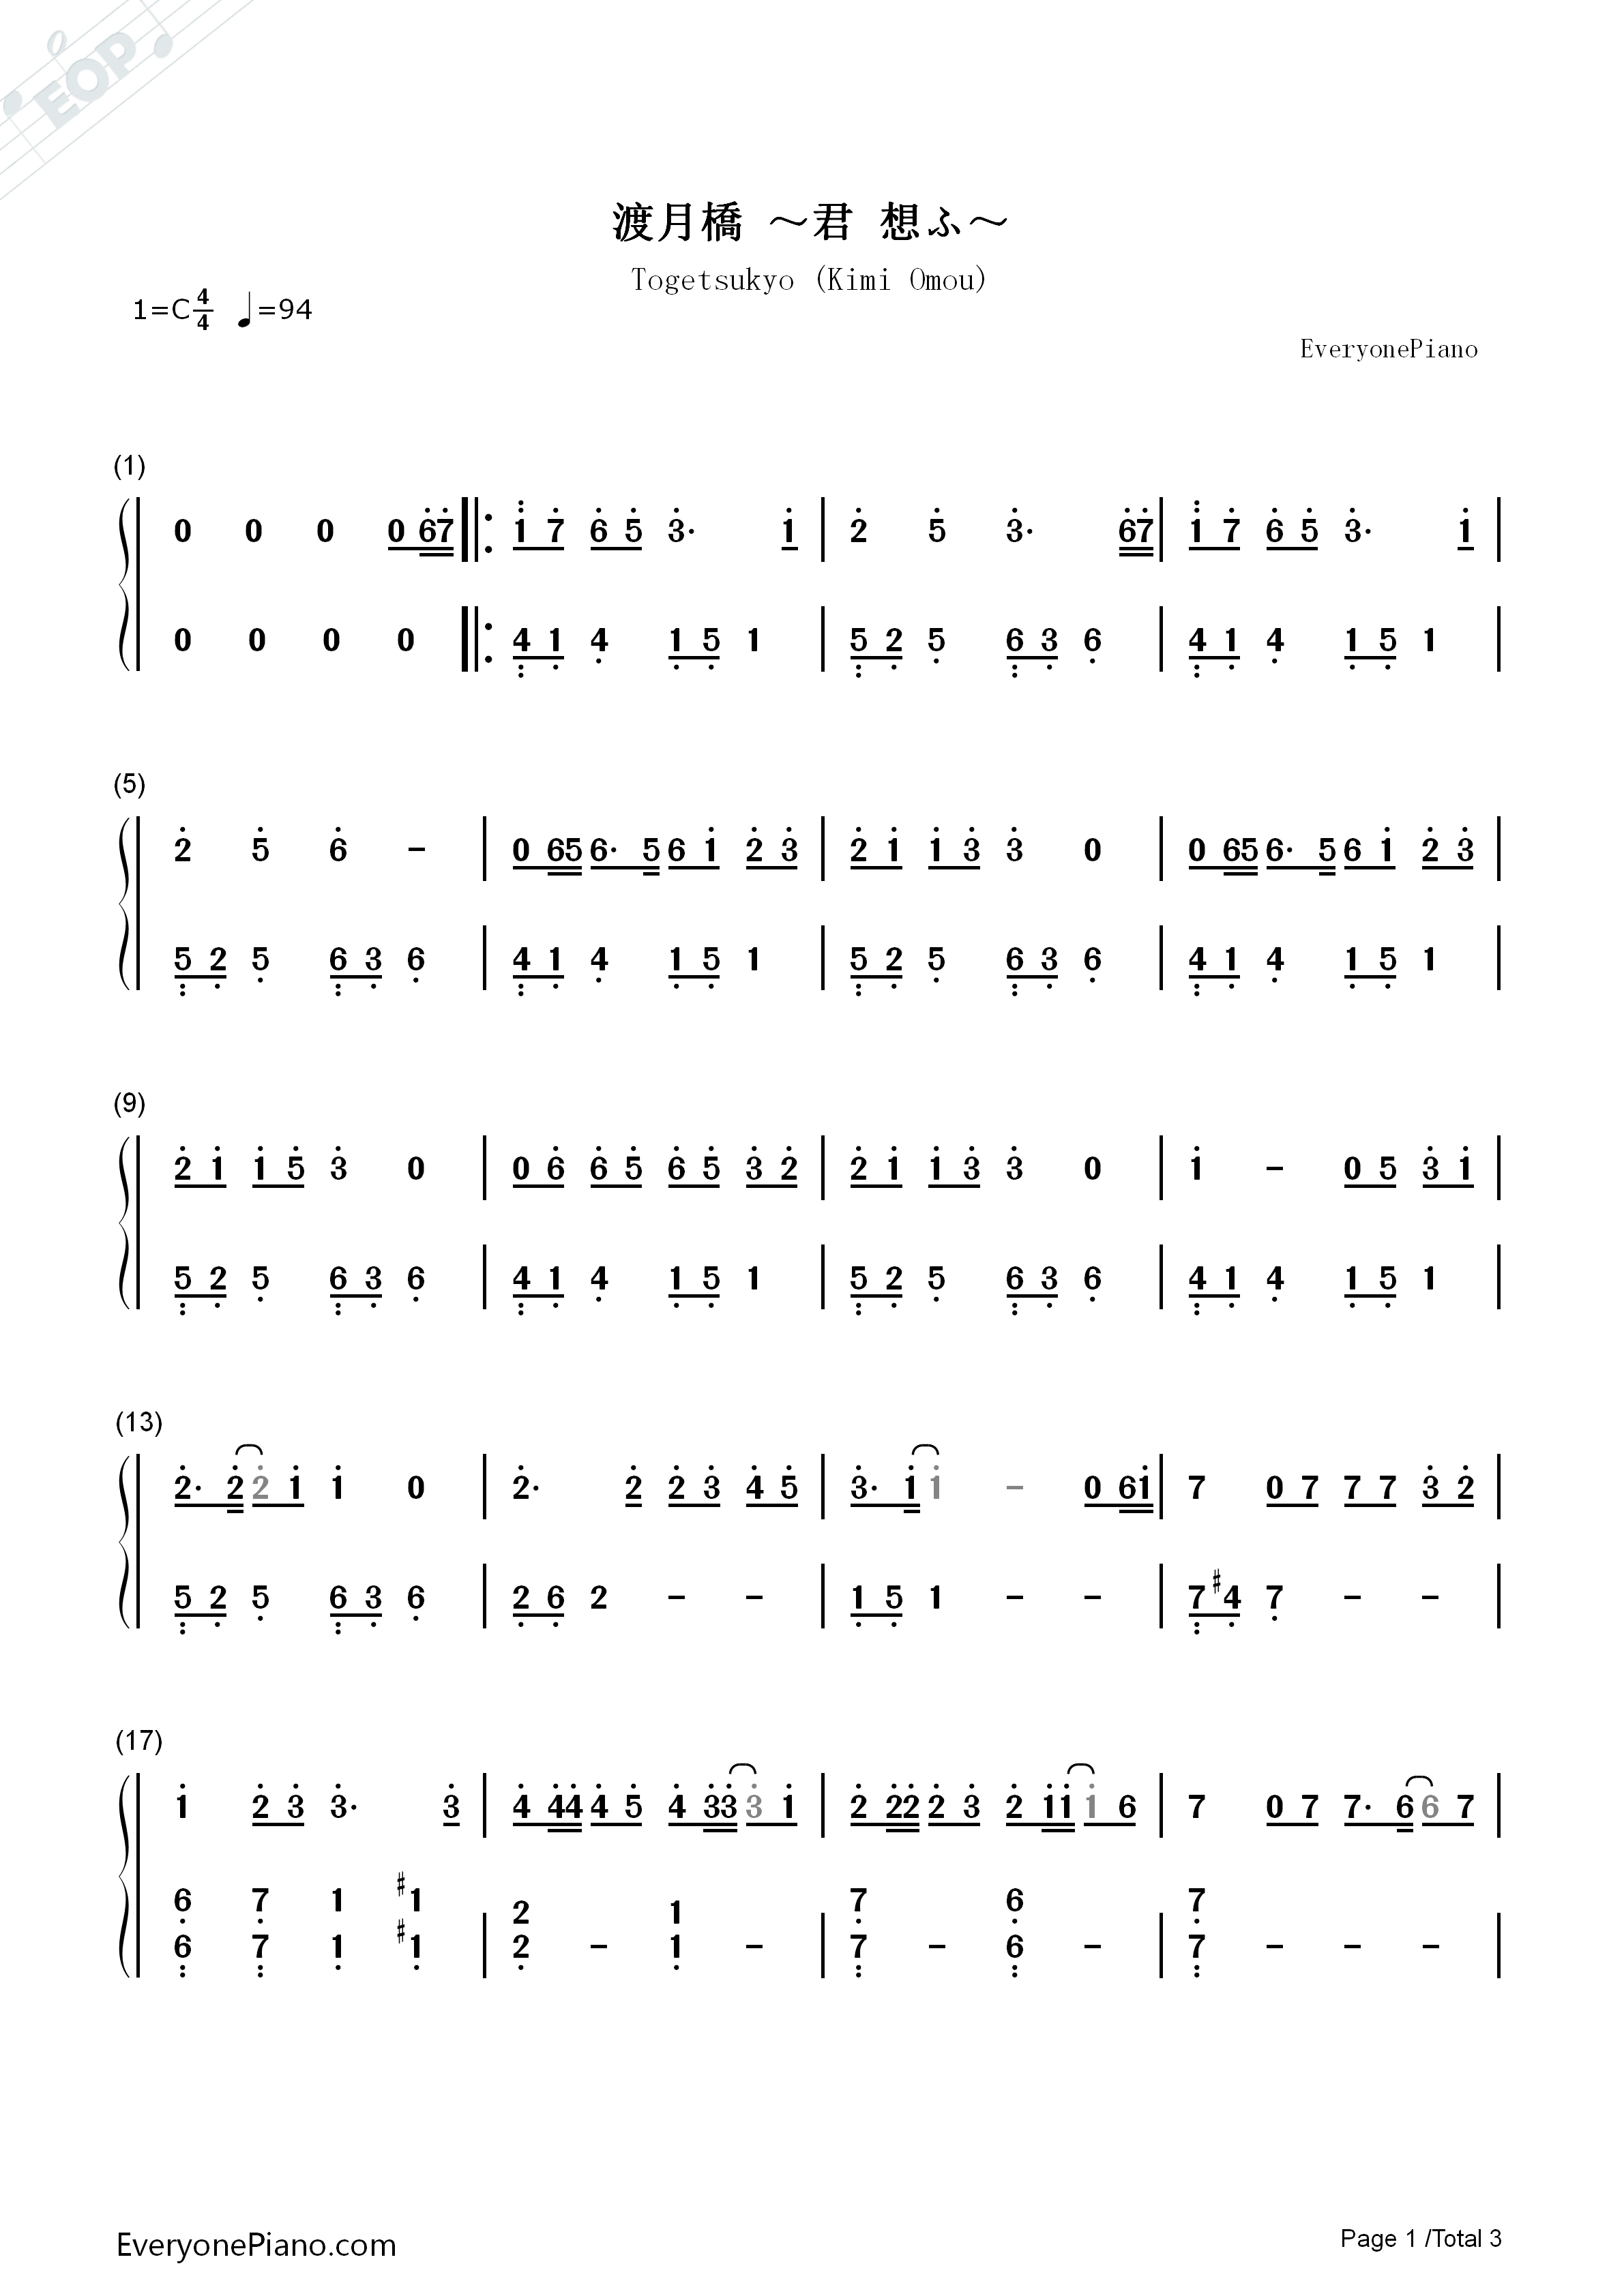 EOP
渡月橋 ～君 想ふ～
Togetsukyo (Kimi Omou)
1=C 4/4 ♩=94
EveryonePiano
(1)
0 0 0 0 6̇7̇ ‖: 1̇̇ 7̇ 6̇ 5̇ 3̇· 1̇ | 2̇ 5̇ 3̇· 6̇7̇ | 1̇̇ 7̇ 6̇ 5̇ 3̇· 1̇ |
0 0 0 0 ‖: 4̣̣ 1̣ 4̣ 1̣ 5̣ 1 | 5̣̣ 2̣ 5̣ 6̣̣ 3̣ 6̣ | 4̣̣ 1̣ 4̣ 1̣ 5̣ 1 |
(5)
2̇ 5̇ 6̇ - | 0 65 6· 5 6 1̇ 2̇ 3̇ | 2̇ 1̇ 1̇ 3̇ 3̇ 0 | 0 65 6· 5 6 1̇ 2̇ 3̇ |
5̣̣ 2̣ 5̣ 6̣̣ 3̣ 6̣ | 4̣̣ 1̣ 4̣ 1̣ 5̣ 1 | 5̣̣ 2̣ 5̣ 6̣̣ 3̣ 6̣ | 4̣̣ 1̣ 4̣ 1̣ 5̣ 1 |
(9)
2̇ 1̇ 1̇ 5̇ 3̇ 0 | 0 6̇ 6̇ 5̇ 6̇ 5̇ 3̇ 2̇ | 2̇ 1̇ 1̇ 3̇ 3̇ 0 | 1̇ - 0 5 3̇ 1̇ |
5̣̣ 2̣ 5̣ 6̣̣ 3̣ 6̣ | 4̣̣ 1̣ 4̣ 1̣ 5̣ 1 | 5̣̣ 2̣ 5̣ 6̣̣ 3̣ 6̣ | 4̣̣ 1̣ 4̣ 1̣ 5̣ 1 |
(13)
2̇· 2̇ 2̇ 1̇ 1̇ 0 | 2̇· 2̇ 2̇ 3̇ 4̇ 5̇ | 3̇· 1̇ 1̇ - 0 61̇ | 7 0 7 7 7 3̇ 2̇ |
5̣̣ 2̣ 5̣ 6̣̣ 3̣ 6̣ | 2̣ 6̣ 2 - - | 1̣ 5̣ 1 - - | 7̣̣ #4̣ 7̣ - - |
(17)
1̇ 2̇ 3̇ 3̇· 3̇ | 4̇ 4̇4̇ 4̇ 5̇ 4̇ 3̇3̇ 3̇ 1̇ | 2̇ 2̇2̇ 2̇ 3̇ 2̇ 1̇1̇ 1̇ 6 | 7 0 7 7· 6 6 7 |
6̣ 7̣ 1 #1 | 2 1 | 7̣ 6̣ | 7̣
6̣̣ 7̣̣ 1̣ #1̣ | 2̣ - 1̣ - | 7̣̣ - 6̣̣ - | 7̣̣ - - - |
EveryonePiano.com
Page 1 /Total 3